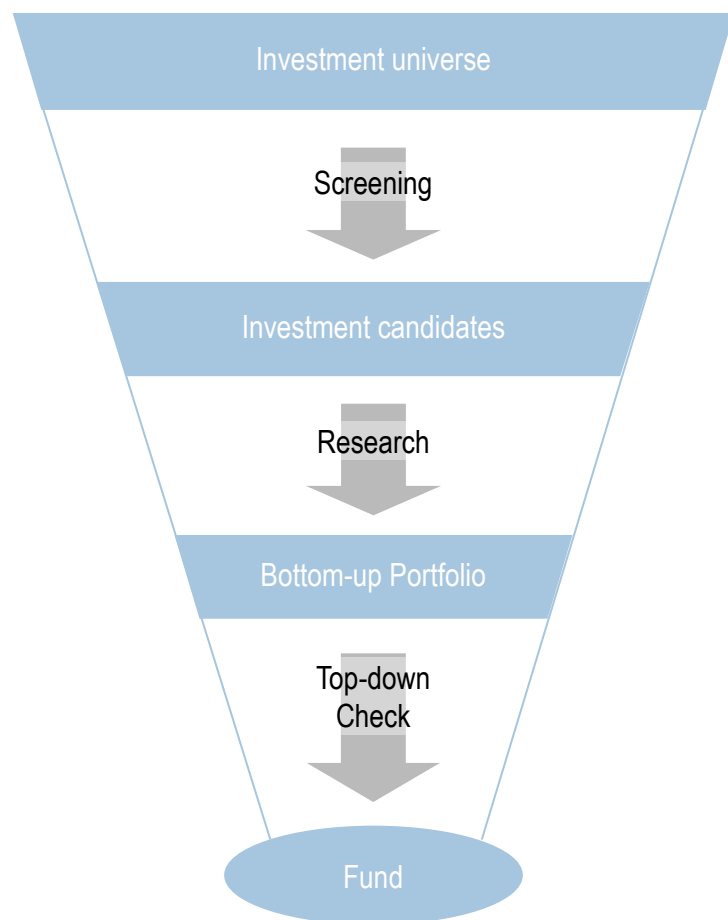 Investment universe
Screening
Investment candidates
Research
Bottom-up Portfolio
Top-down
Check
Fund